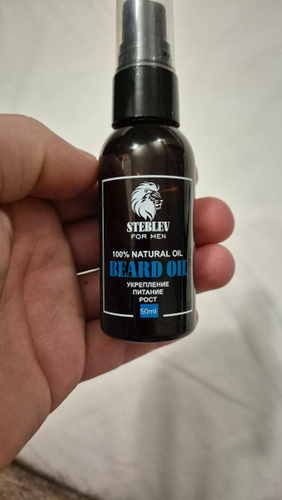 STEBLEV
FOR MEN
100% NATURAL OIL
BEARD OIL
УКРЕПЛЕНИЕ
ПИТАНИЕ
РОСТ
50ml